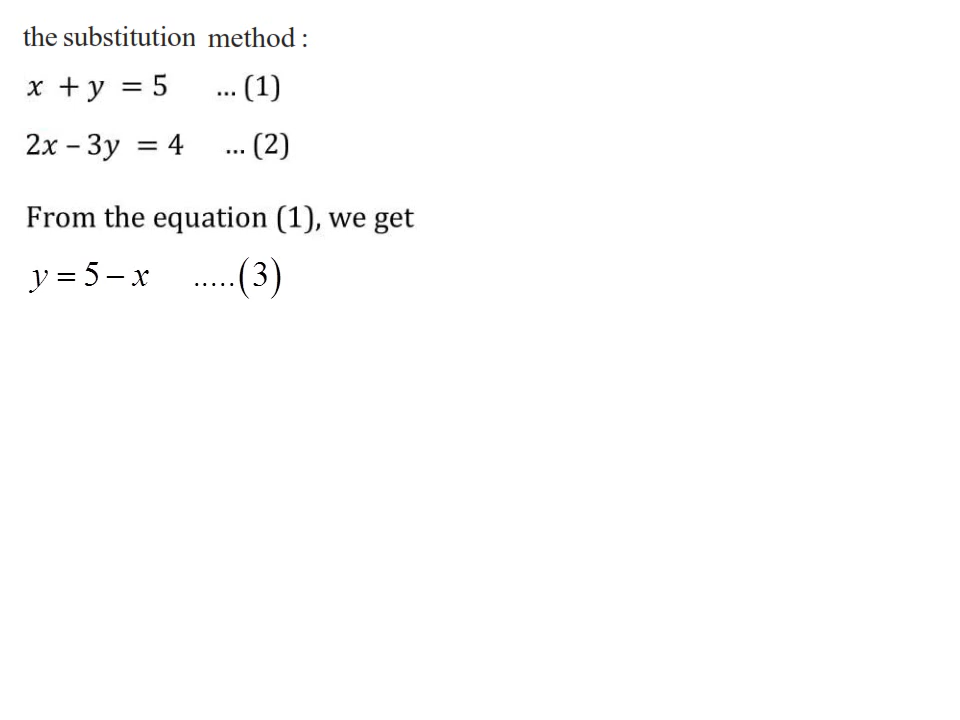 the substitution method :
x + y = 5 ... (1)
2x – 3y = 4 ... (2)
From the equation (1), we get
y = 5 − x .....(3)